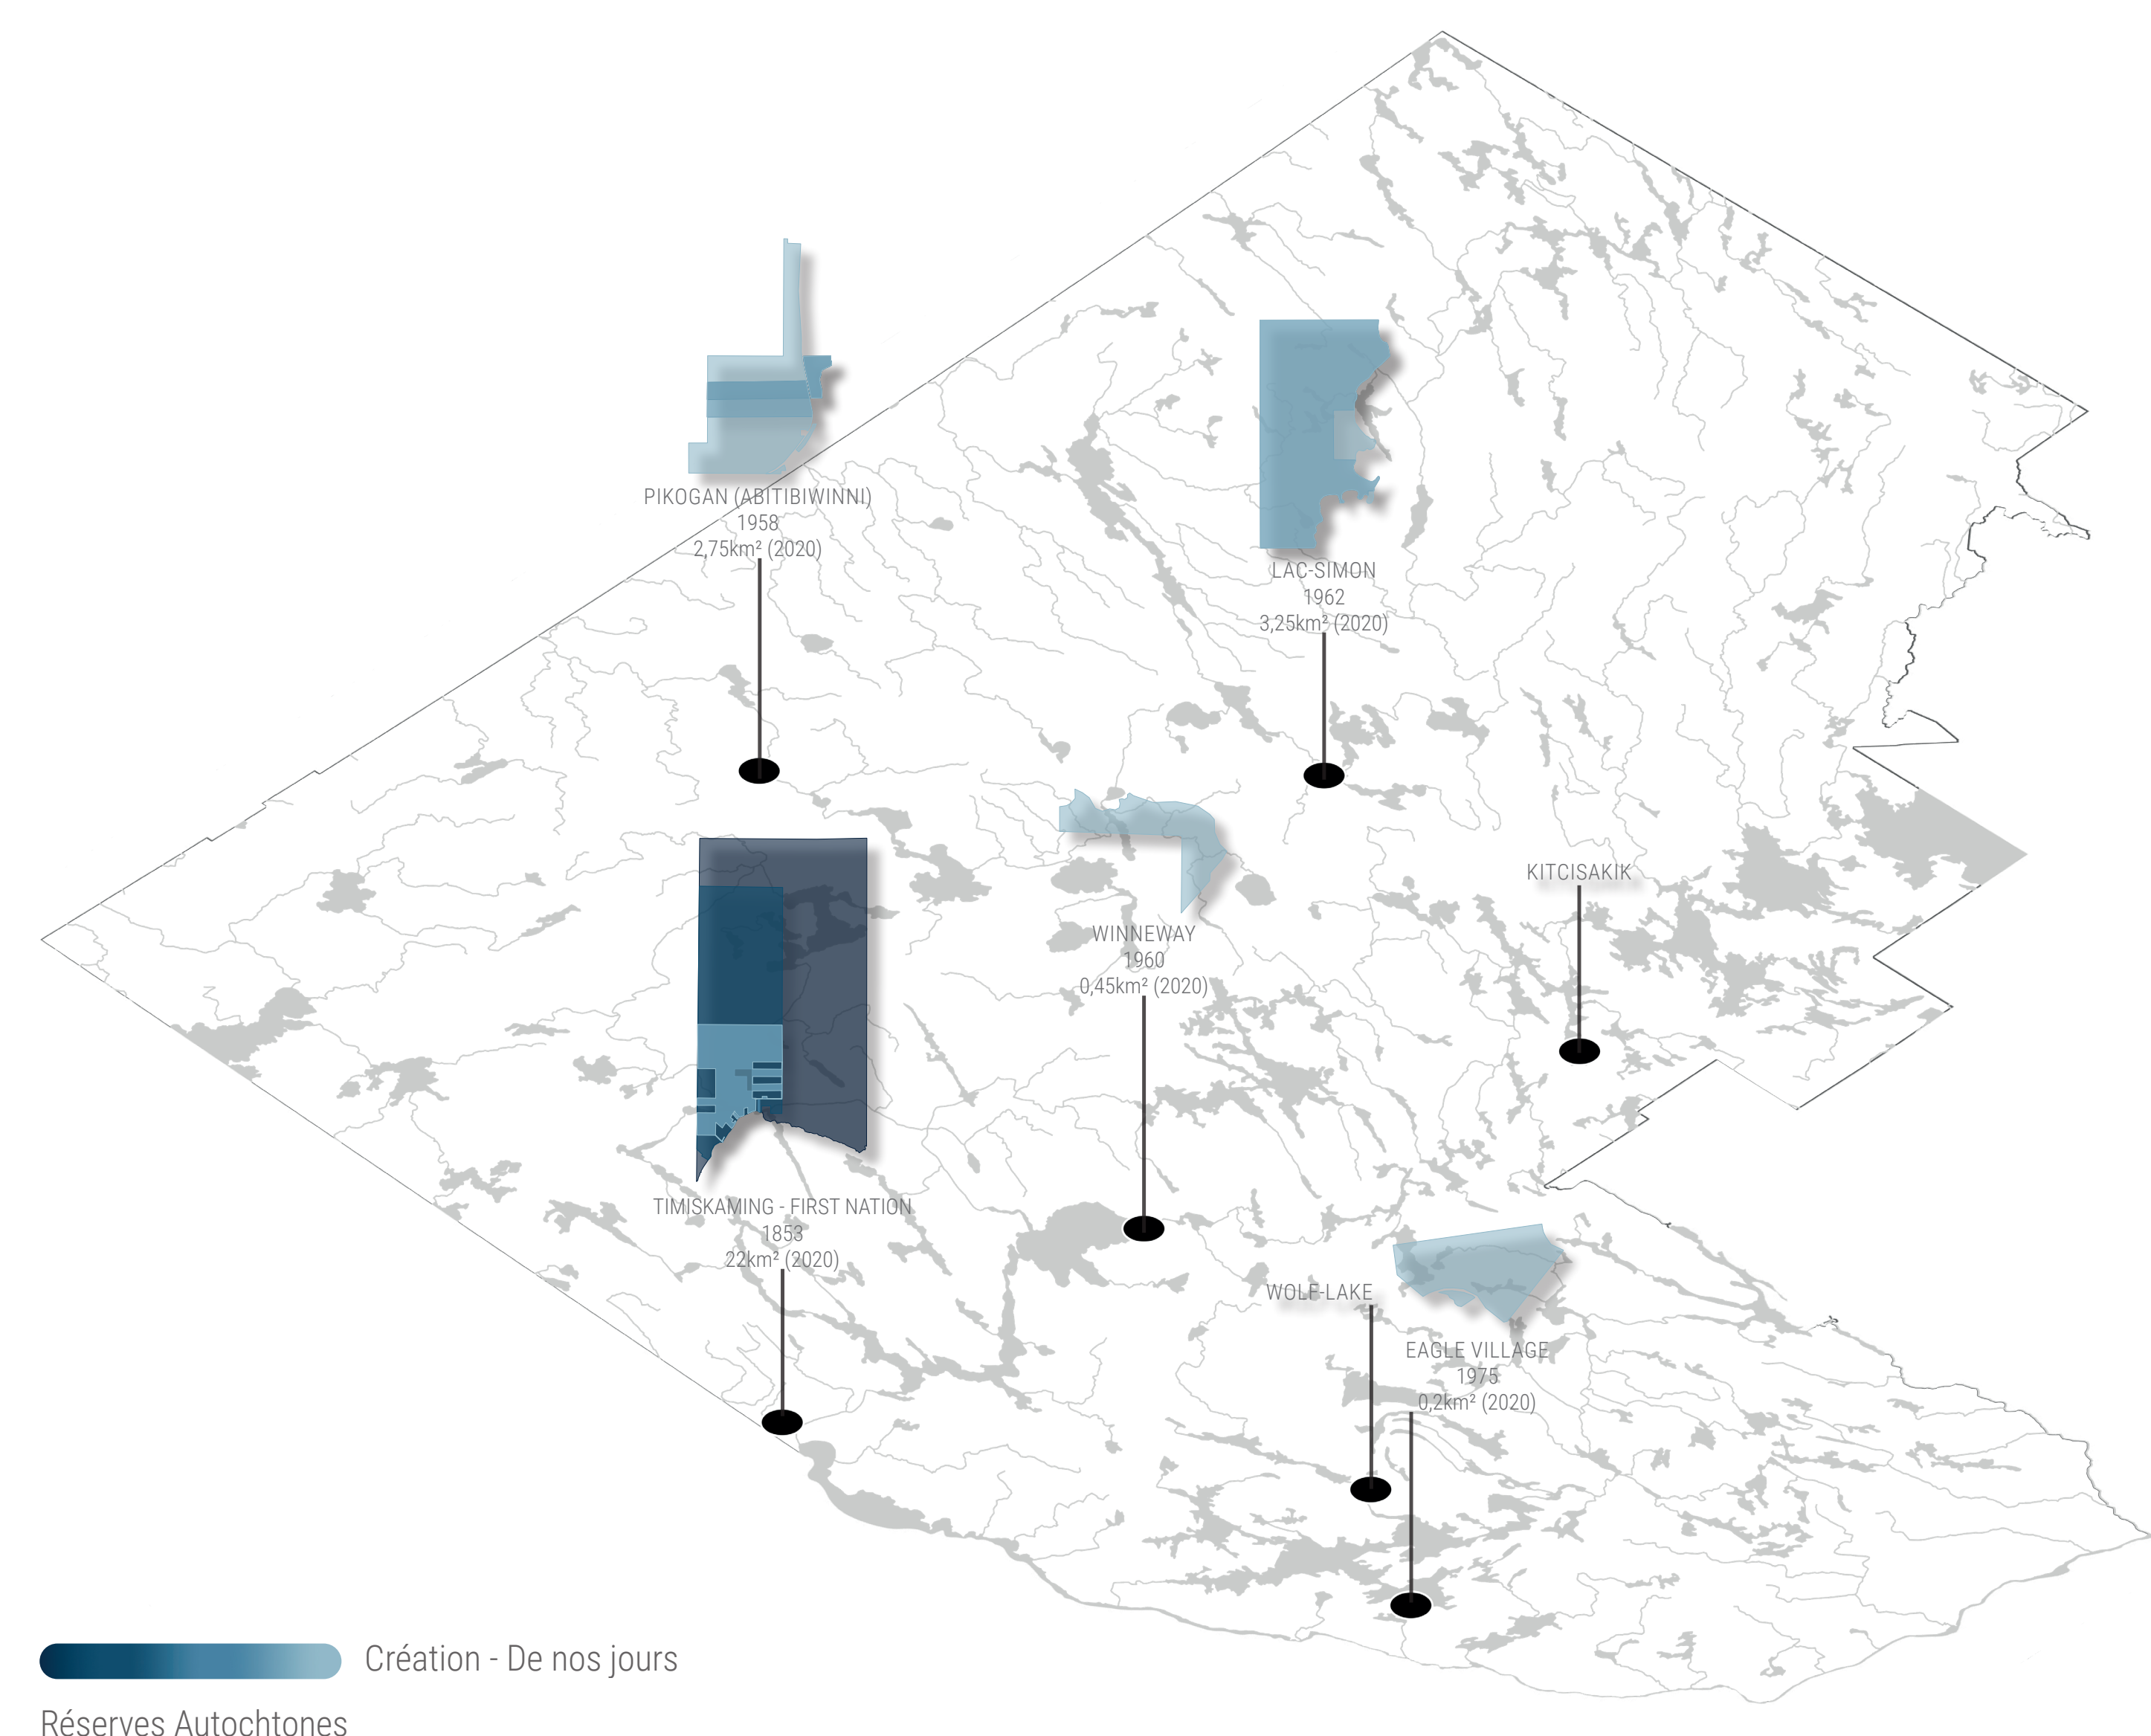 PIKOGAN (ABITIBIWINNI)
1958
2,75km² (2020)
LAC-SIMON
1962
3,25km² (2020)
KITCISAKIK
WINNEWAY
1960
0,45km² (2020)
TIMISKAMING - FIRST NATION
1853
22km² (2020)
WOLF-LAKE
EAGLE VILLAGE
1975
0,2km² (2020)
Création - De nos jours
Réserves Autochtones